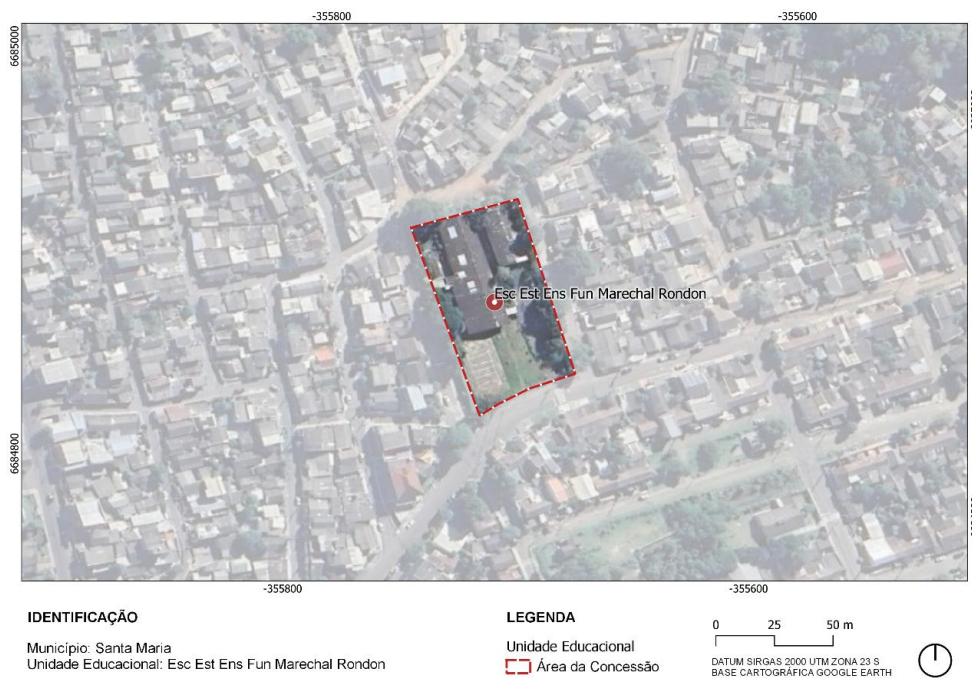 -355800 -355600
6685000
Esc Est Ens Fun Marechal Rondon
6684800
-355800 -355600
IDENTIFICAÇÃO
Município: Santa Maria
Unidade Educacional: Esc Est Ens Fun Marechal Rondon
LEGENDA
Unidade Educacional
Área da Concessão
0 25 50 m
DATUM SIRGAS 2000 UTM ZONA 23 S
BASE CARTOGRÁFICA GOOGLE EARTH